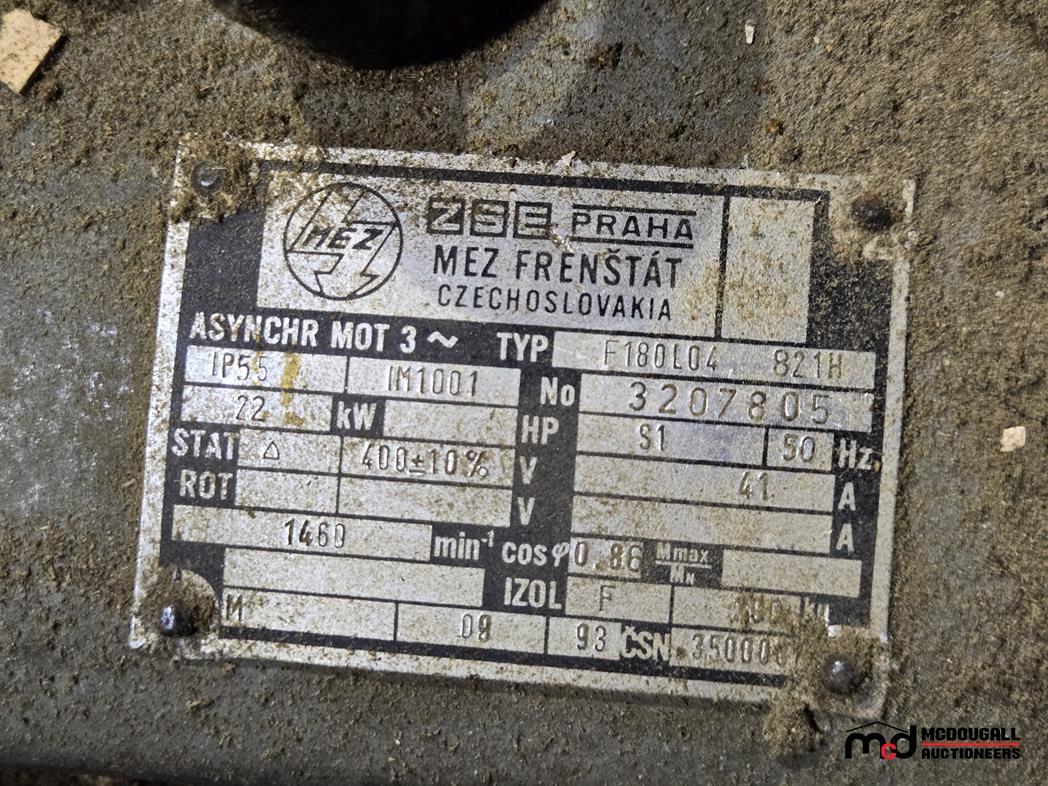 MEZ
ZSE PRAHA
MEZ FRENŠTÁT
CZECHOSLOVAKIA
ASYNCHR MOT 3 ~ TYP F180L04 821H
IP55 IM1001 No 3207805
22 kW HP S1 50 Hz
STAT △ 400±10% V 41 A
ROT V A
1460 min⁻¹ cos φ 0.86 Mmax/MN
IZOL F kg
M 09 93 ČSN 350000
mcd MCDOUGALL
AUCTIONEERS